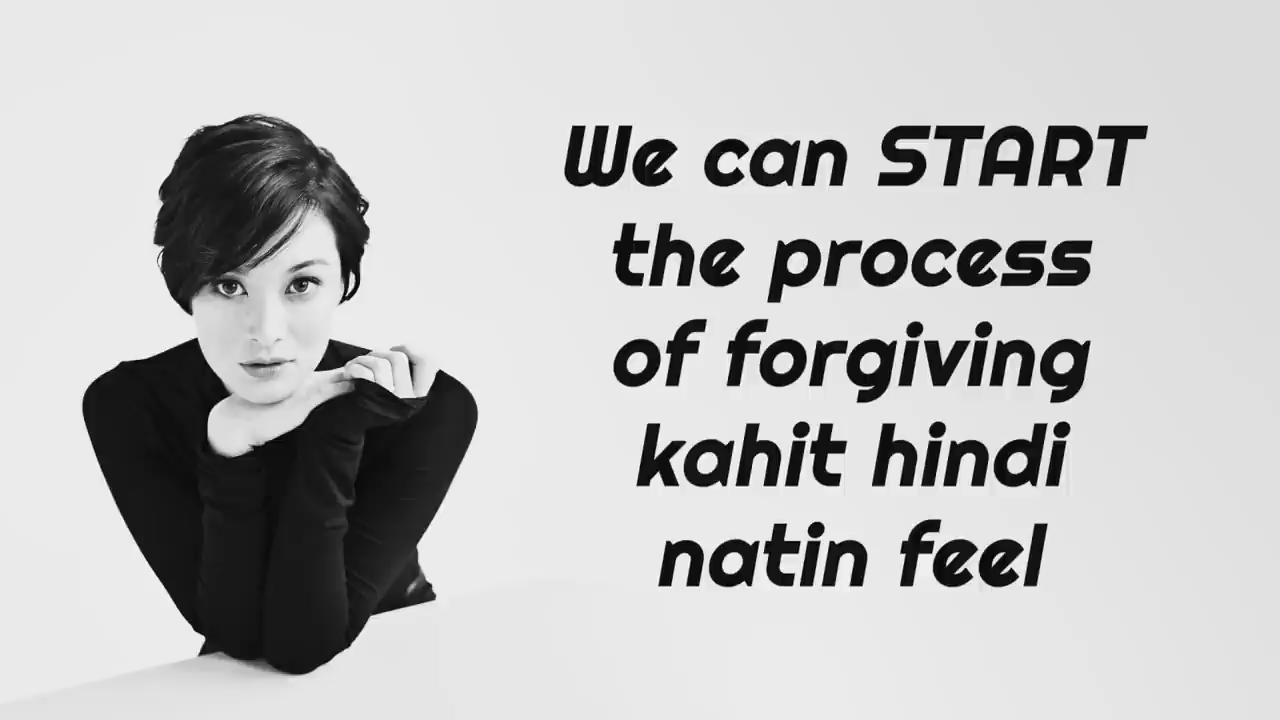 We can START
the process
of forgiving
kahit hindi
natin feel